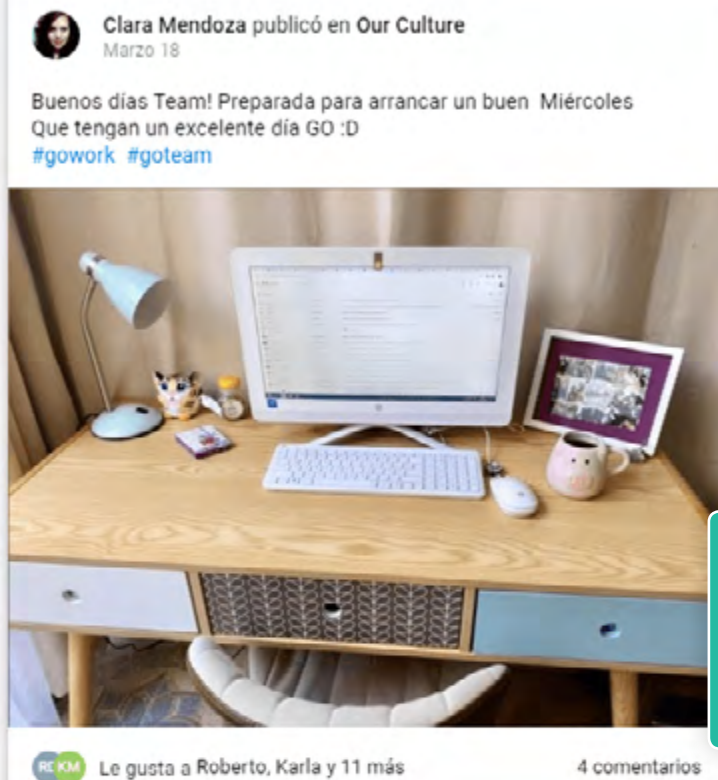 Clara Mendoza publicó en Our Culture
Marzo 18
Buenos días Team! Preparada para arrancar un buen Miércoles
Que tengan un excelente día GO :D
#gowork #goteam
KM
Le gusta a Roberto, Karla y 11 más
4 comentarios